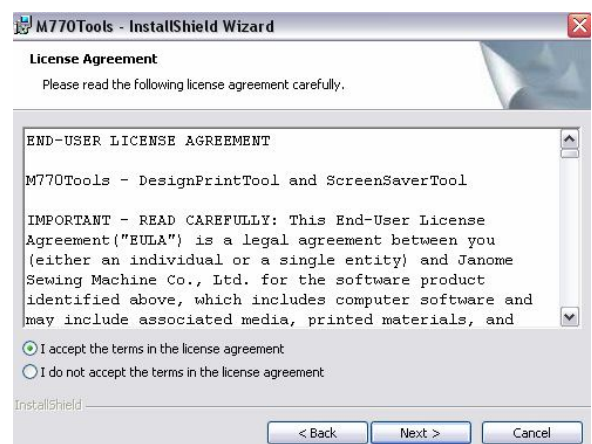 M770Tools - InstallShield Wizard
License Agreement
Please read the following license agreement carefully.
END-USER LICENSE AGREEMENT
M770Tools - DesignPrintTool and ScreenSaverTool
IMPORTANT - READ CAREFULLY: This End-User License
Agreement("EULA") is a legal agreement between you
(either an individual or a single entity) and Janome
Sewing Machine Co., Ltd. for the software product
identified above, which includes computer software and
may include associated media, printed materials, and
I accept the terms in the license agreement
I do not accept the terms in the license agreement
InstallShield
< Back
Next >
Cancel